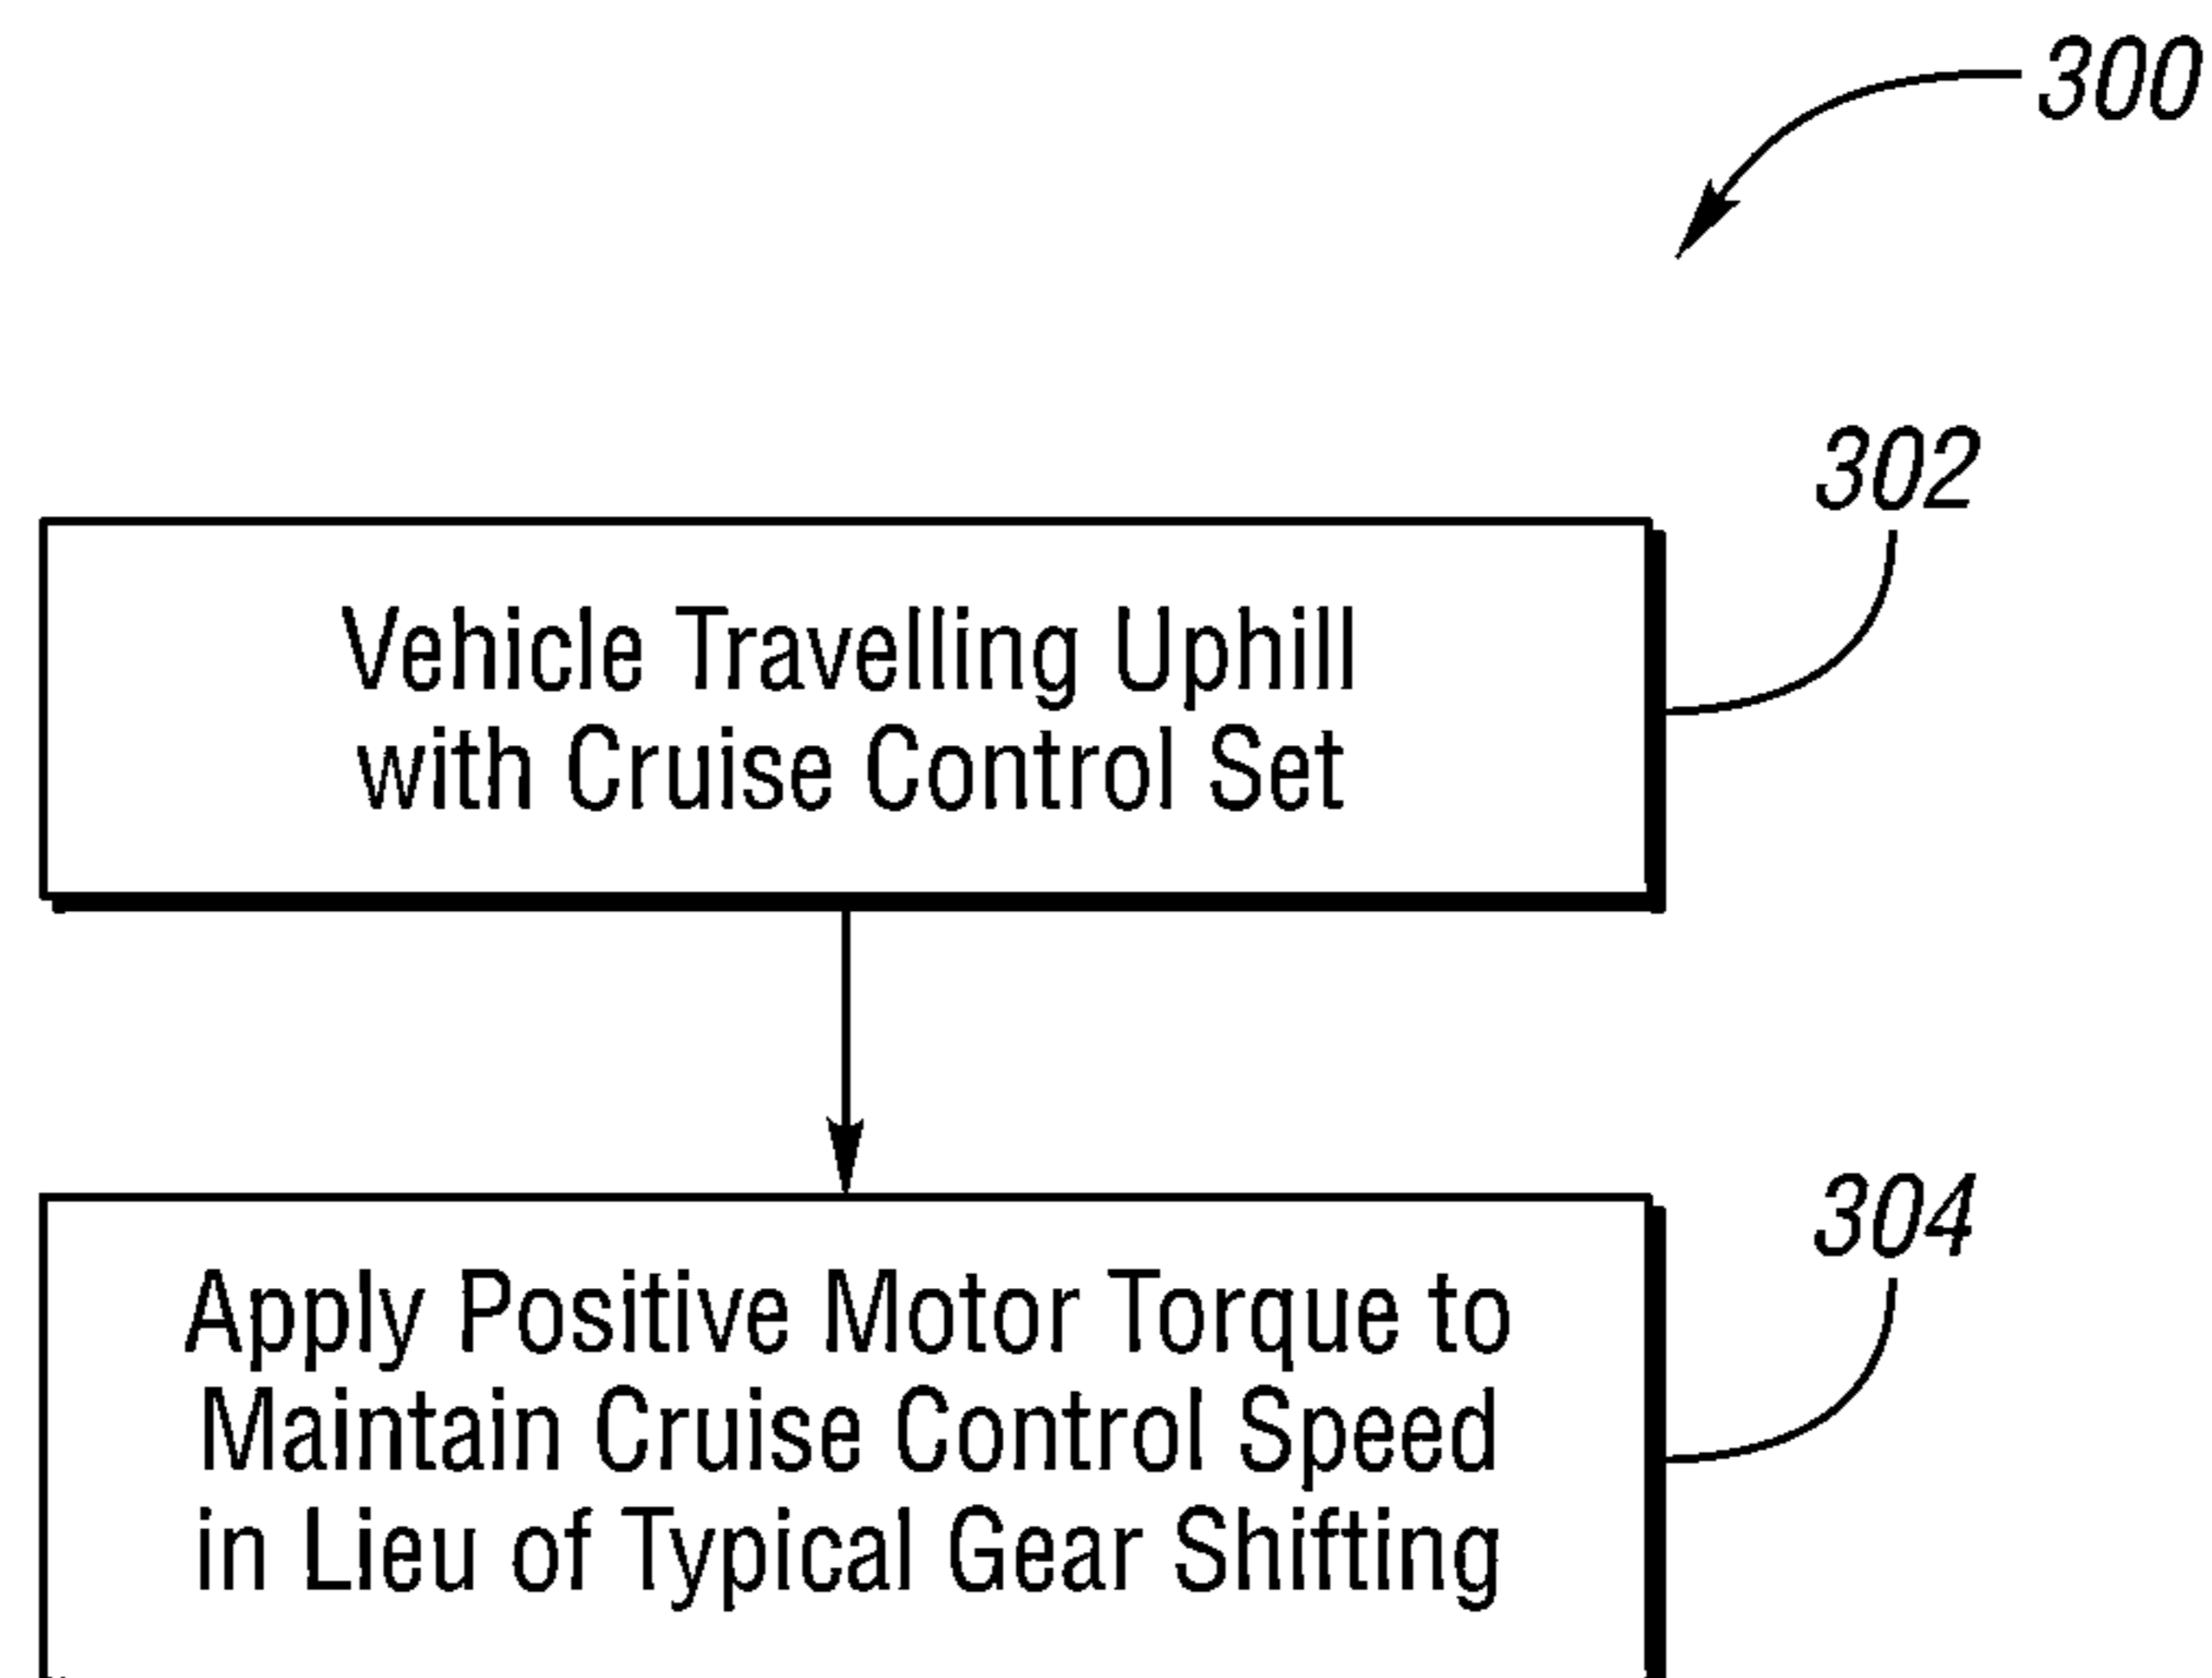 300
302
Vehicle Travelling Uphill
with Cruise Control Set
304
Apply Positive Motor Torque to
Maintain Cruise Control Speed
in Lieu of Typical Gear Shifting